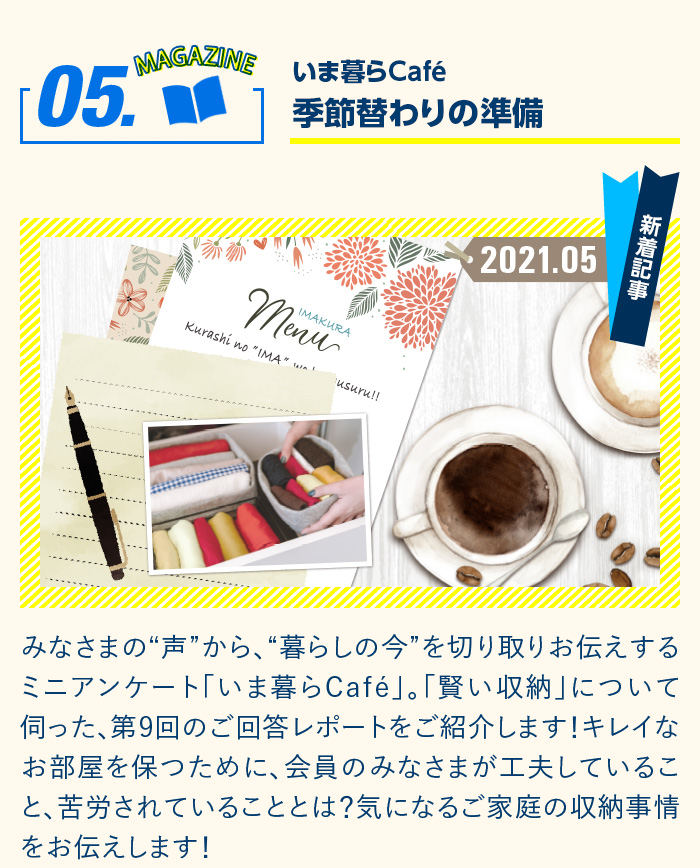 05.
MAGAZINE
いま暮らCafé
季節替わりの準備
新着記事
2021.05
IMAKURA
Menu
Kurashi no "IMA"
usuru!!
みなさまの“声”から、“暮らしの今”を切り取りお伝えする
ミニアンケート「いま暮らCafé」。「賢い収納」について
伺った、第9回のご回答レポートをご紹介します！キレイな
お部屋を保つために、会員のみなさまが工夫しているこ
と、苦労されていることとは？気になるご家庭の収納事情
をお伝えします！